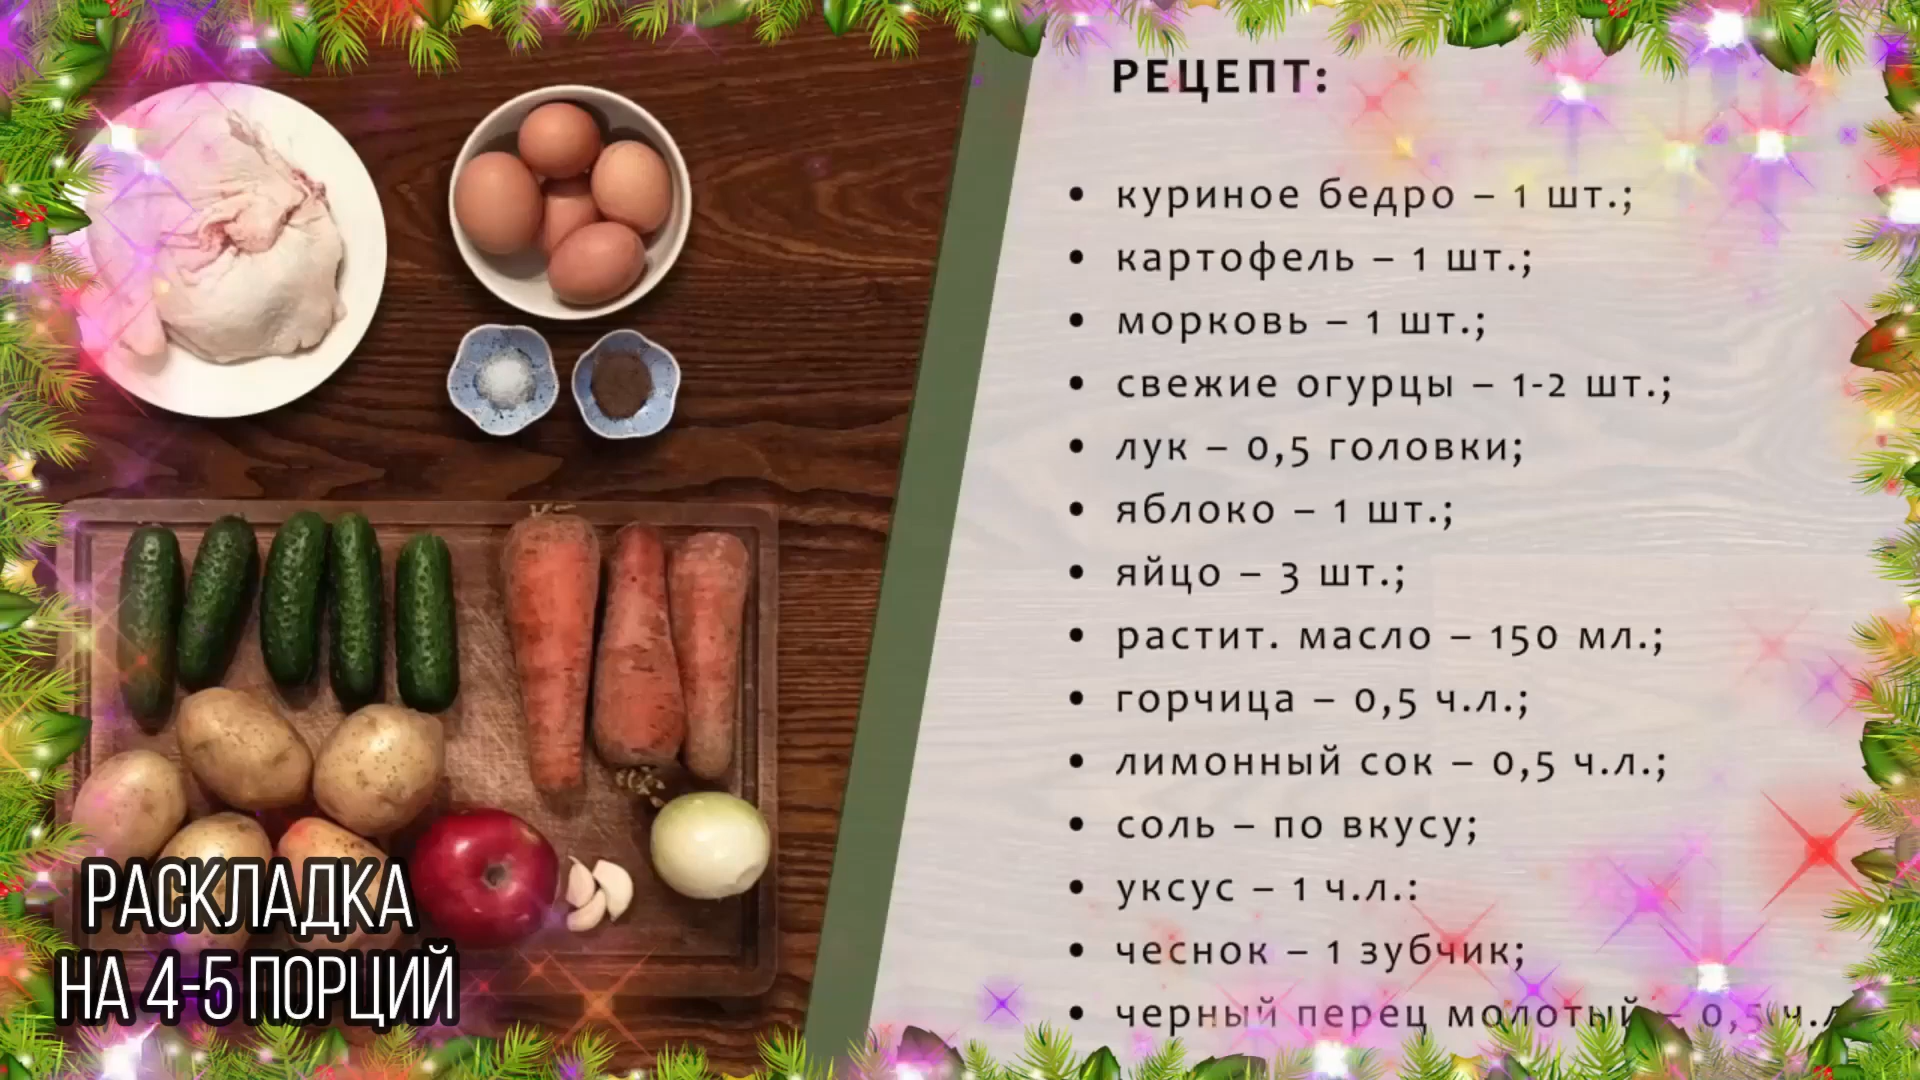 РЕЦЕПТ:
• куриное бедро – 1 шт.;
• картофель – 1 шт.;
• морковь – 1 шт.;
• свежие огурцы – 1-2 шт.;
• лук – 0,5 головки;
• яблоко – 1 шт.;
• яйцо – 3 шт.;
• растит. масло – 150 мл.;
• горчица – 0,5 ч.л.;
• лимонный сок – 0,5 ч.л.;
• соль – по вкусу;
• уксус – 1 ч.л.:
• чеснок – 1 зубчик;
• черный перец молотый – 0,5 ч.л.
РАСКЛАДКА
НА 4-5 ПОРЦИЙ